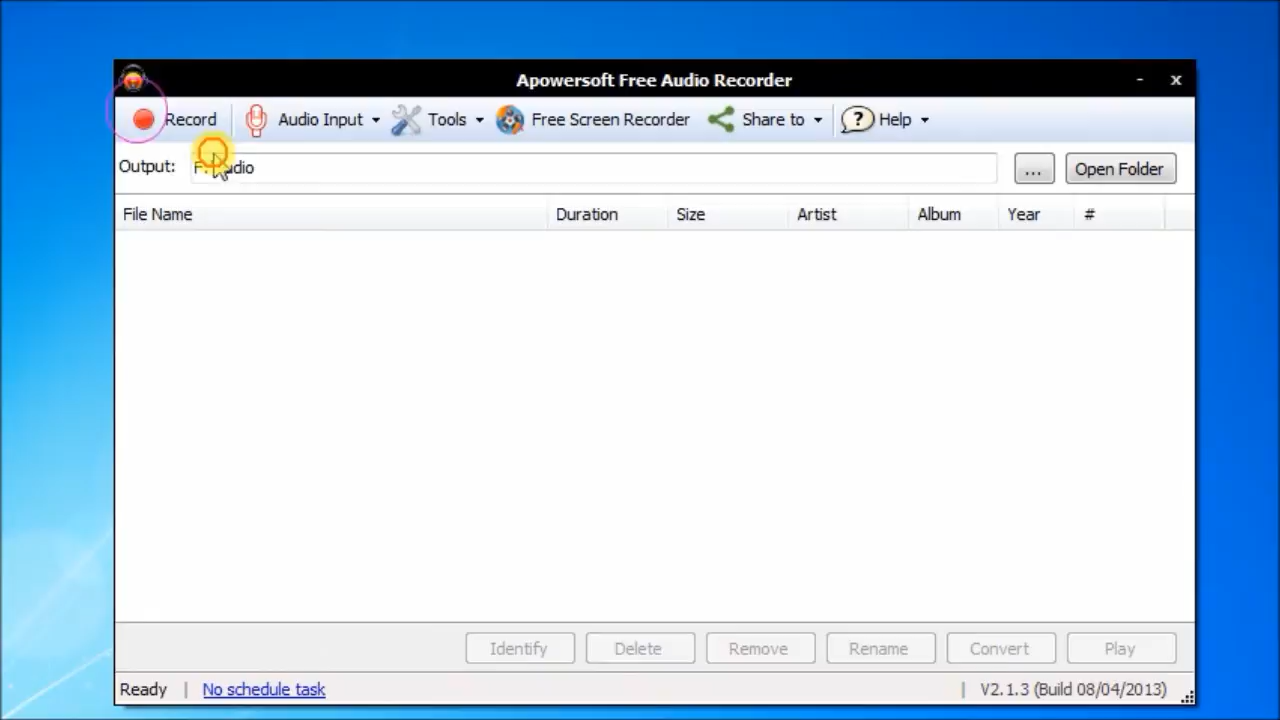 Apowersoft Free Audio Recorder
Record Audio Input Tools Free Screen Recorder Share to ? Help
Output: ... Open Folder
File Name Duration Size Artist Album Year #
Identify Delete Remove Rename Convert Play
Ready | No schedule task | V2.1.3 (Build 08/04/2013)